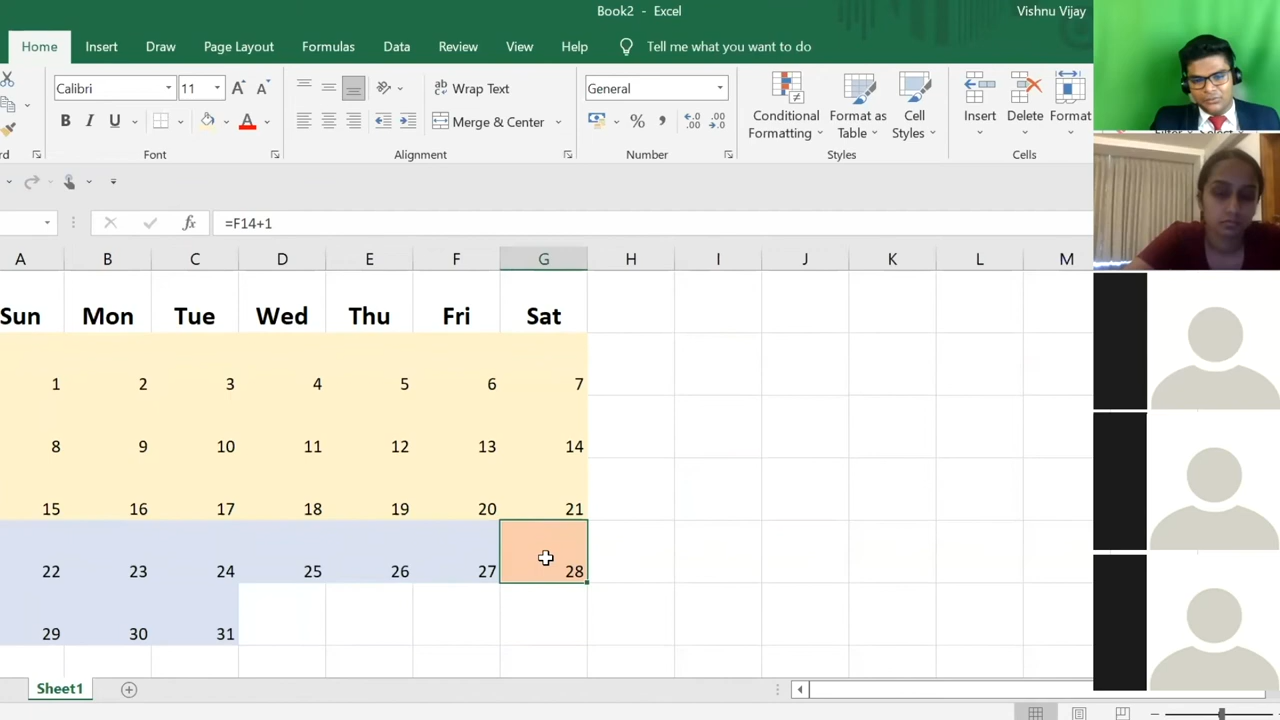 Book2 - Excel
Vishnu Vijay
Home Insert Draw Page Layout Formulas Data Review View Help Tell me what you want to do
Calibri 11 A A ab Wrap Text General
B I U A Merge & Center % ,
Conditional Formatting
Format as Table
Cell Styles
Insert Delete Format
rd Font Alignment Number Styles Cells
fx =F14+1
A B C D E F G H I J K L M
Sun Mon Tue Wed Thu Fri Sat
1 2 3 4 5 6 7
8 9 10 11 12 13 14
15 16 17 18 19 20 21
22 23 24 25 26 27 28
29 30 31
Sheet1